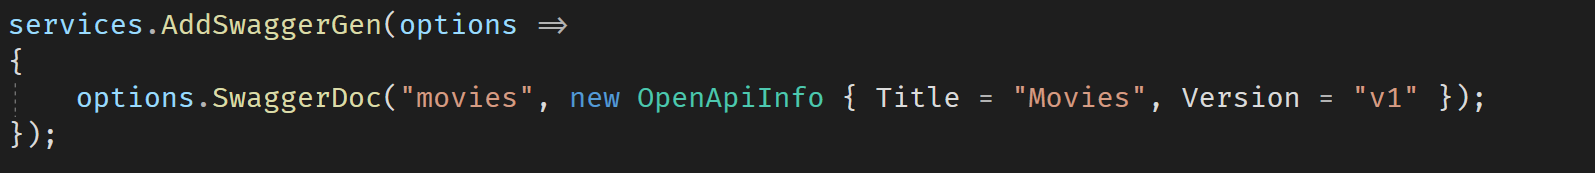 services.AddSwaggerGen(options =>
{
    options.SwaggerDoc("movies", new OpenApiInfo { Title = "Movies", Version = "v1" });
});